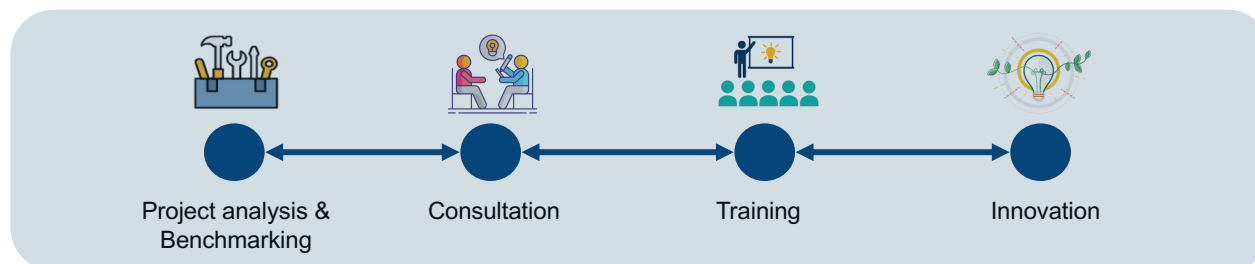 Project analysis &
Benchmarking
Consultation
Training
Innovation